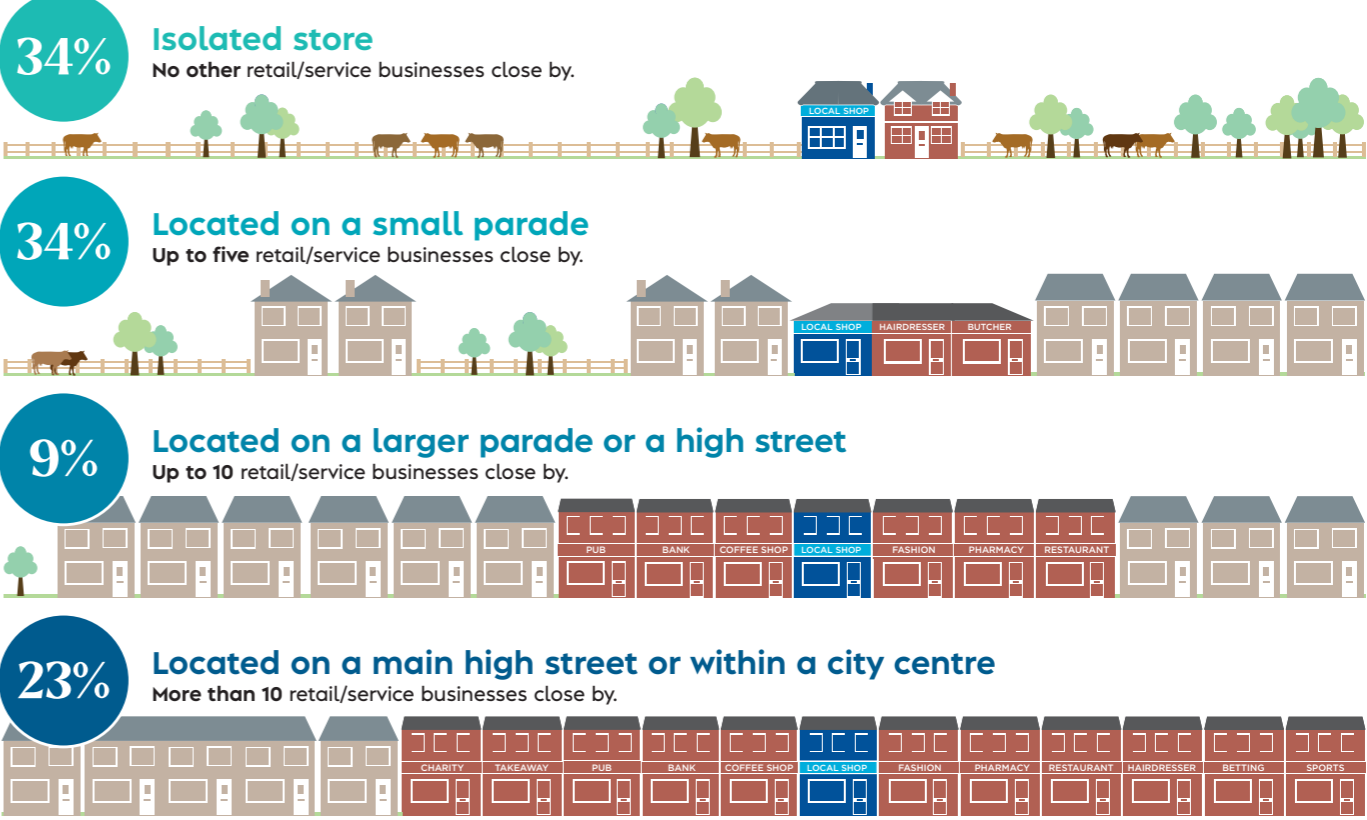 34%
Isolated store
No other retail/service businesses close by.
LOCAL SHOP
34%
Located on a small parade
Up to five retail/service businesses close by.
LOCAL SHOP HAIRDRESSER BUTCHER
9%
Located on a larger parade or a high street
Up to 10 retail/service businesses close by.
PUB BANK COFFEE SHOP LOCAL SHOP FASHION PHARMACY RESTAURANT
23%
Located on a main high street or within a city centre
More than 10 retail/service businesses close by.
CHARITY TAKEAWAY PUB BANK COFFEE SHOP LOCAL SHOP FASHION PHARMACY RESTAURANT HAIRDRESSER BETTING SPORTS